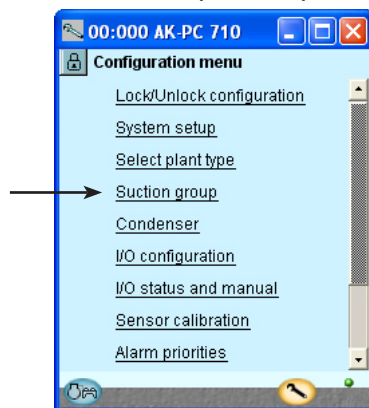 00:000 AK-PC 710
Configuration menu
Lock/Unlock configuration
System setup
Select plant type
Suction group
Condenser
I/O configuration
I/O status and manual
Sensor calibration
Alarm priorities